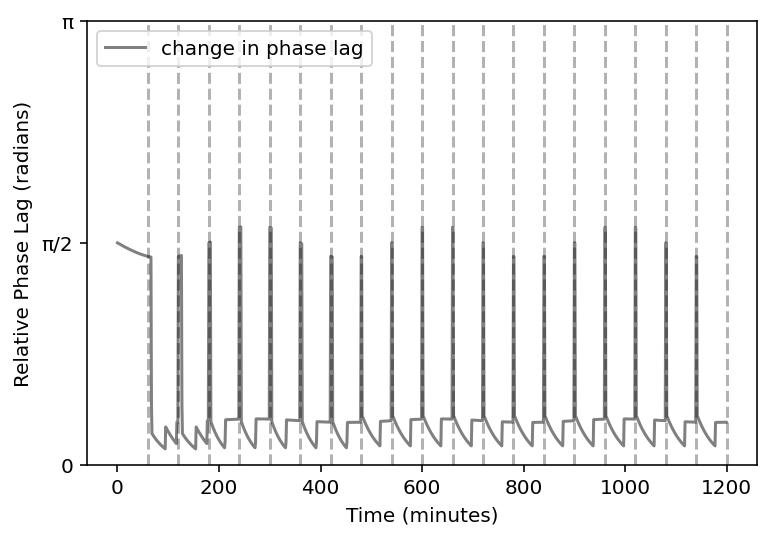 π
change in phase lag
Relative Phase Lag (radians)
π/2
0
0
200
400
600
800
1000
1200
Time (minutes)